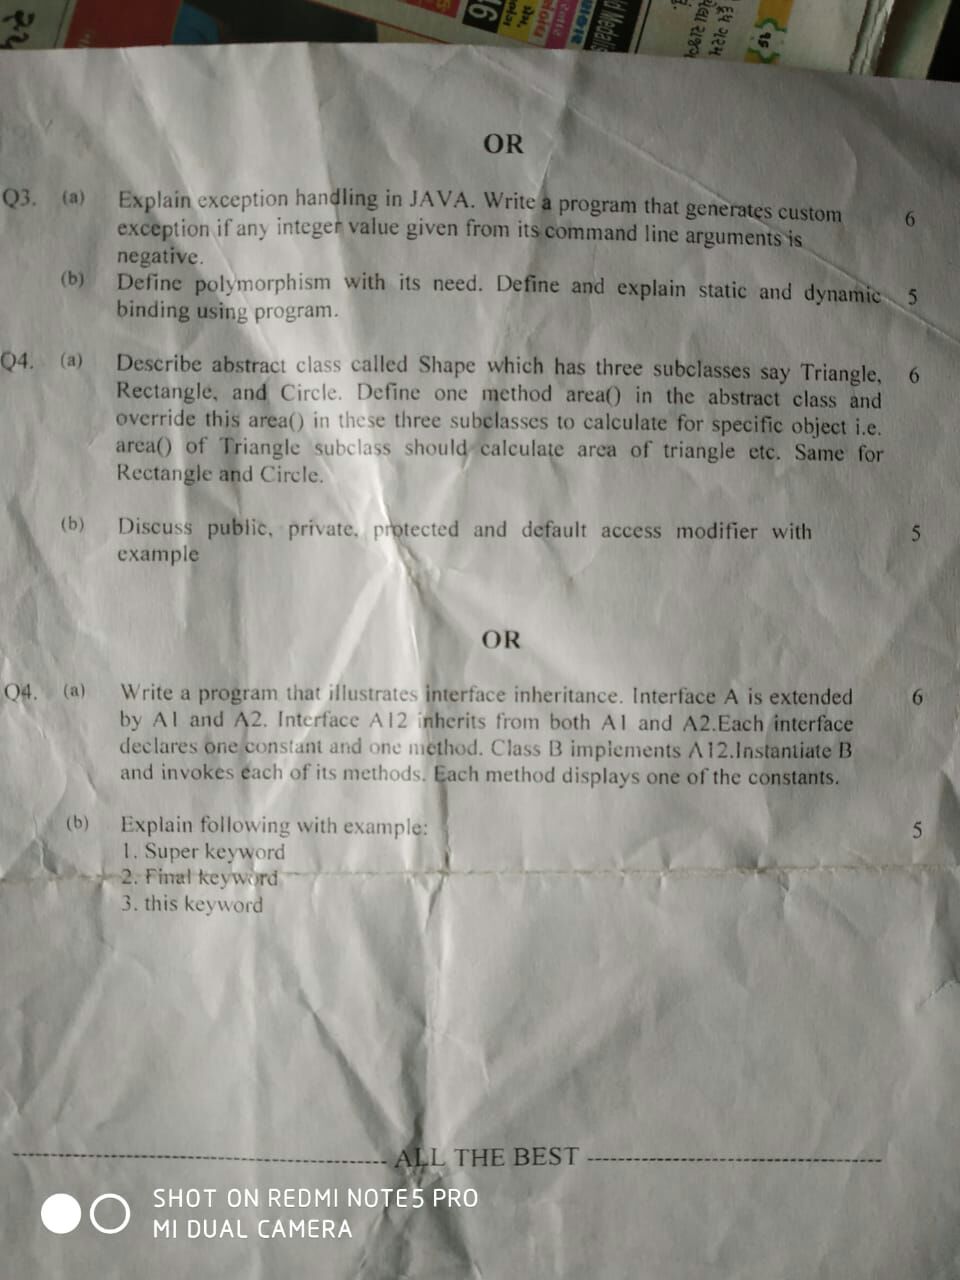 16
OR
Q3. (a) Explain exception handling in JAVA. Write a program that generates custom 6
exception if any integer value given from its command line arguments is
negative.
(b) Define polymorphism with its need. Define and explain static and dynamic 5
binding using program.
Q4. (a) Describe abstract class called Shape which has three subclasses say Triangle, 6
Rectangle, and Circle. Define one method area() in the abstract class and
override this area() in these three subclasses to calculate for specific object i.e.
area() of Triangle subclass should calculate area of triangle etc. Same for
Rectangle and Circle.
(b) Discuss public, private, protected and default access modifier with 5
example
OR
Q4. (a) Write a program that illustrates interface inheritance. Interface A is extended 6
by A1 and A2. Interface A12 inherits from both A1 and A2.Each interface
declares one constant and one method. Class B implements A12.Instantiate B
and invokes each of its methods. Each method displays one of the constants.
(b) Explain following with example: 5
1. Super keyword
2. Final keyword
3. this keyword
ALL THE BEST
SHOT ON REDMI NOTE5 PRO
MI DUAL CAMERA